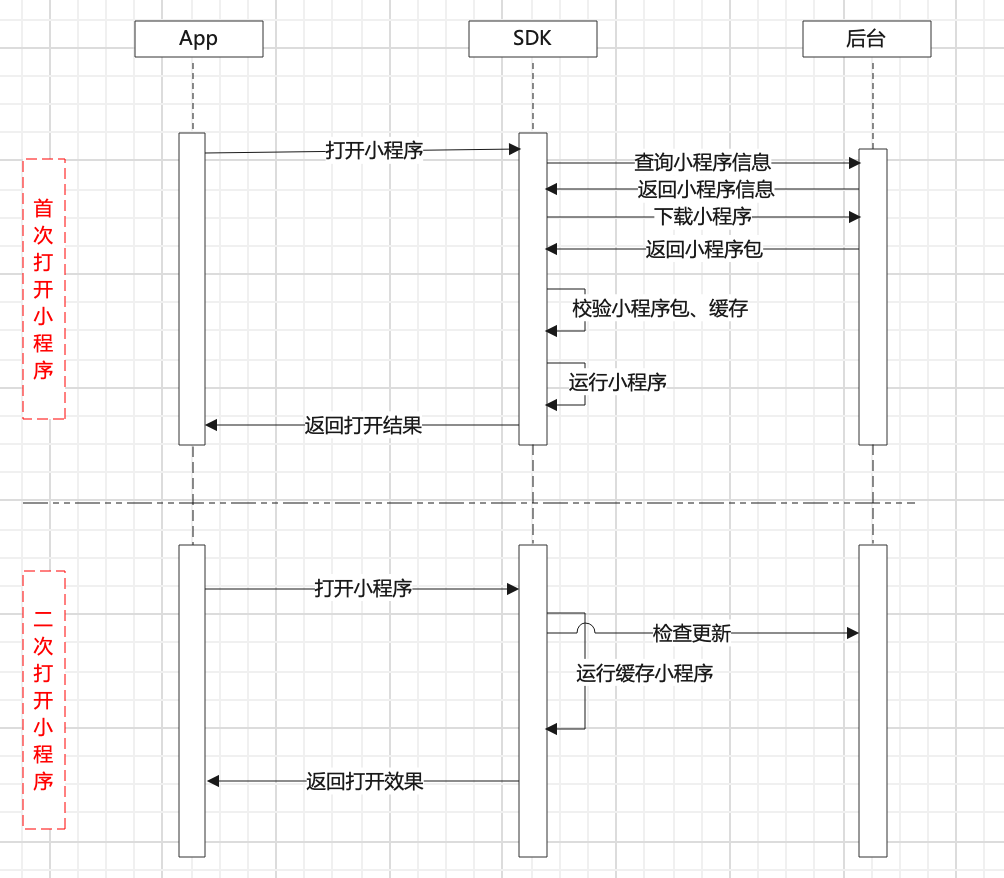 App
SDK
后台
首次打开小程序
打开小程序
查询小程序信息
返回小程序信息
下载小程序
返回小程序包
校验小程序包、缓存
运行小程序
返回打开结果
二次打开小程序
打开小程序
检查更新
运行缓存小程序
返回打开效果